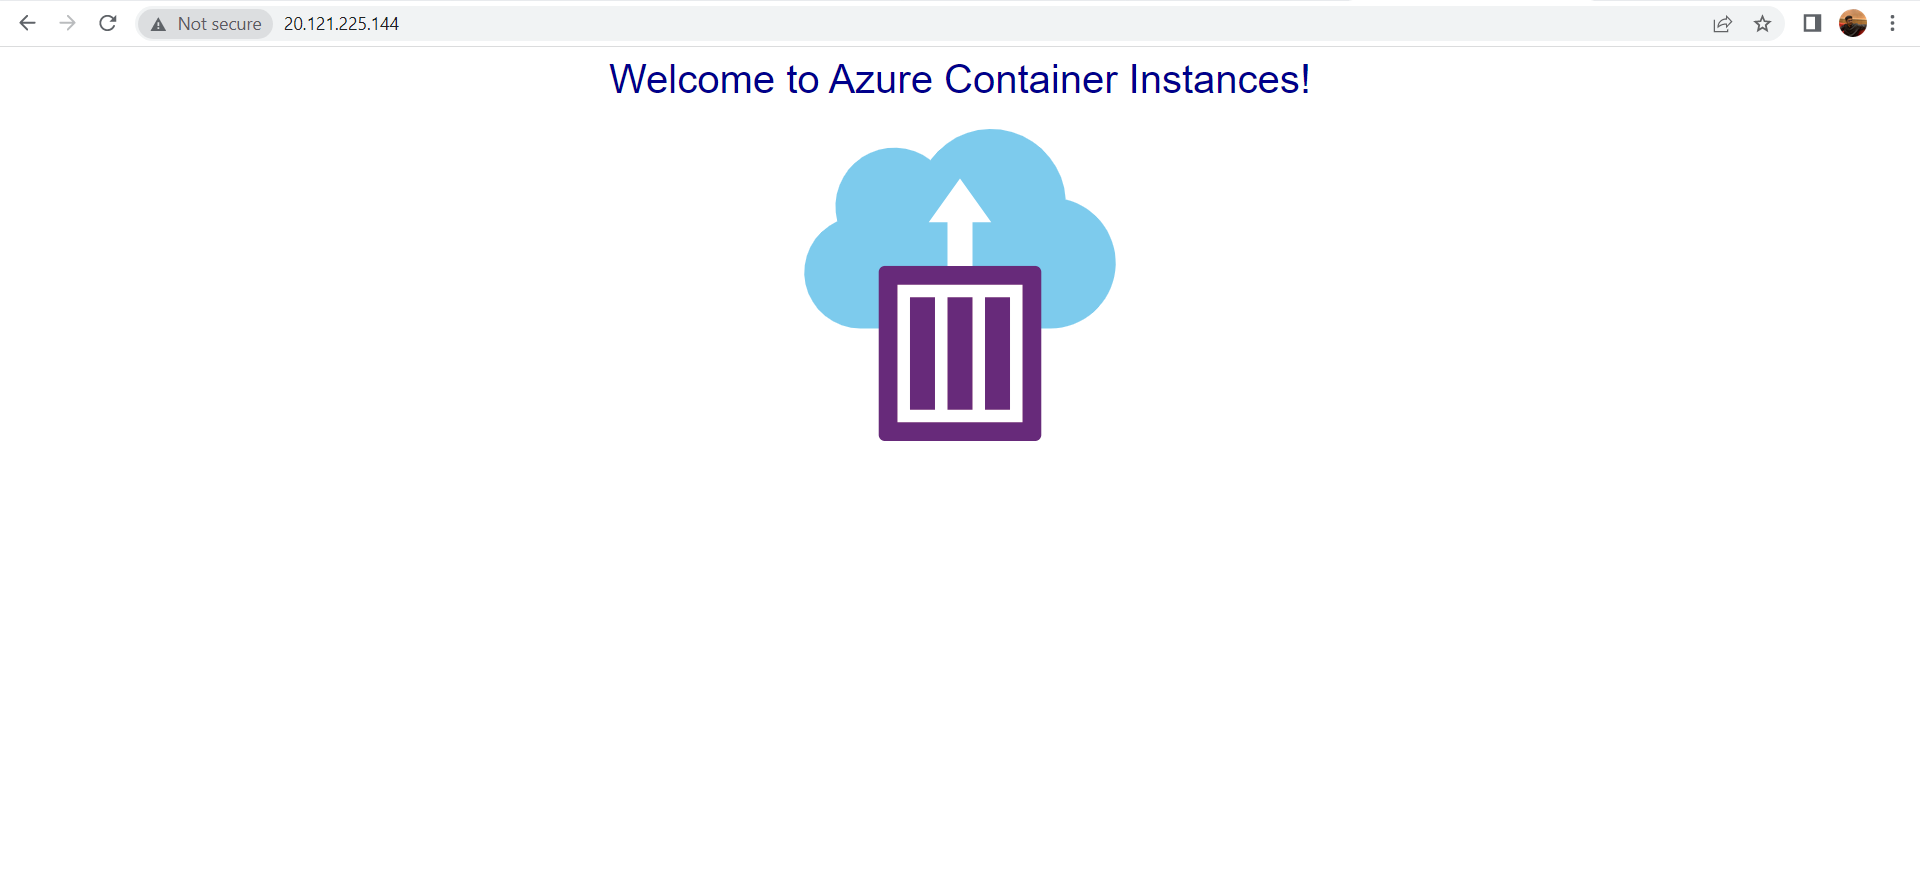 Not secure 20.121.225.144
Welcome to Azure Container Instances!